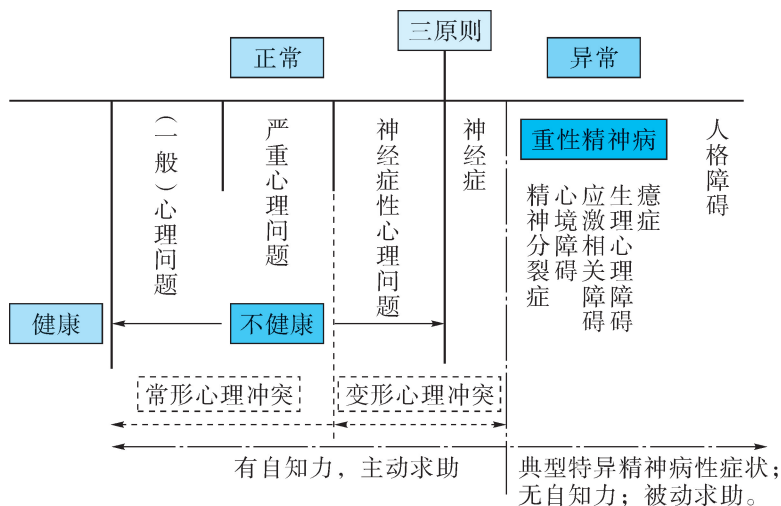 三原则
正常
异常
(一般)心理问题
严重心理问题
神经症性心理问题
神经症
重性精神病
精神分裂症
心境障碍
应激相关障碍
生理心理障碍
癔症
人格障碍
健康
不健康
常形心理冲突
变形心理冲突
有自知力，主动求助
典型特异精神病性症状；
无自知力；被动求助。